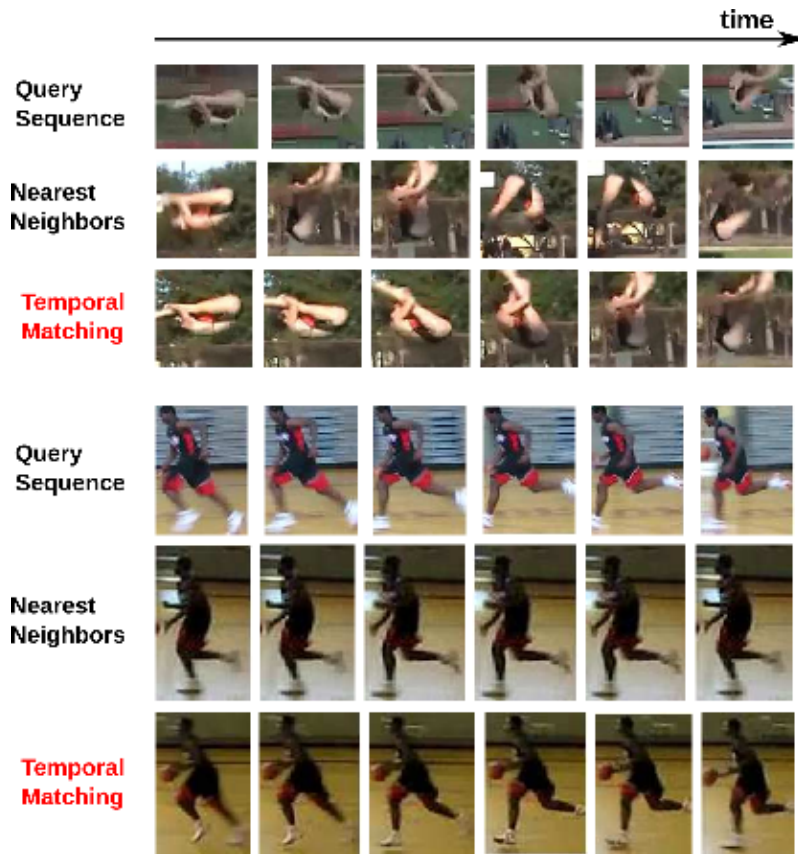 time
Query
Sequence
Nearest
Neighbors
Temporal
Matching
Query
Sequence
Nearest
Neighbors
Temporal
Matching